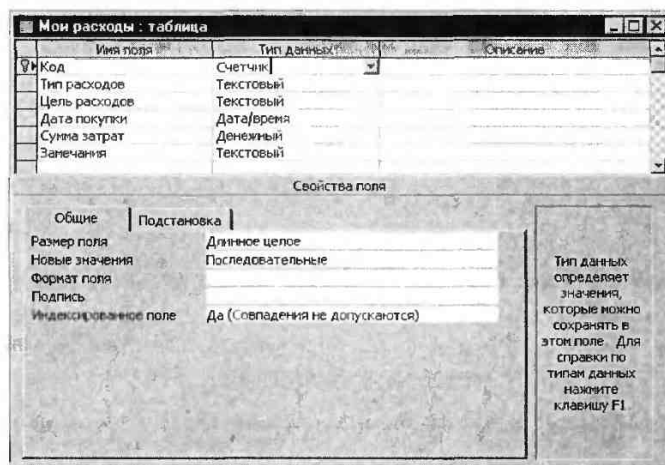 Мои расходы : таблица
Имя поля Тип данных Описание
Код Счетчик
Тип расходов Текстовый
Цель расходов Текстовый
Дата покупки Дата/время
Сумма затрат Денежный
Замечания Текстовый
Свойства поля
Общие Подстановка
Размер поля Длинное целое
Новые значения Последовательные
Формат поля
Подпись
Индексированное поле Да (Совпадения не допускаются)
Тип данных
определяет
значения,
которые можно
сохранять в
этом поле. Для
справки по
типам данных
нажмите
клавишу F1